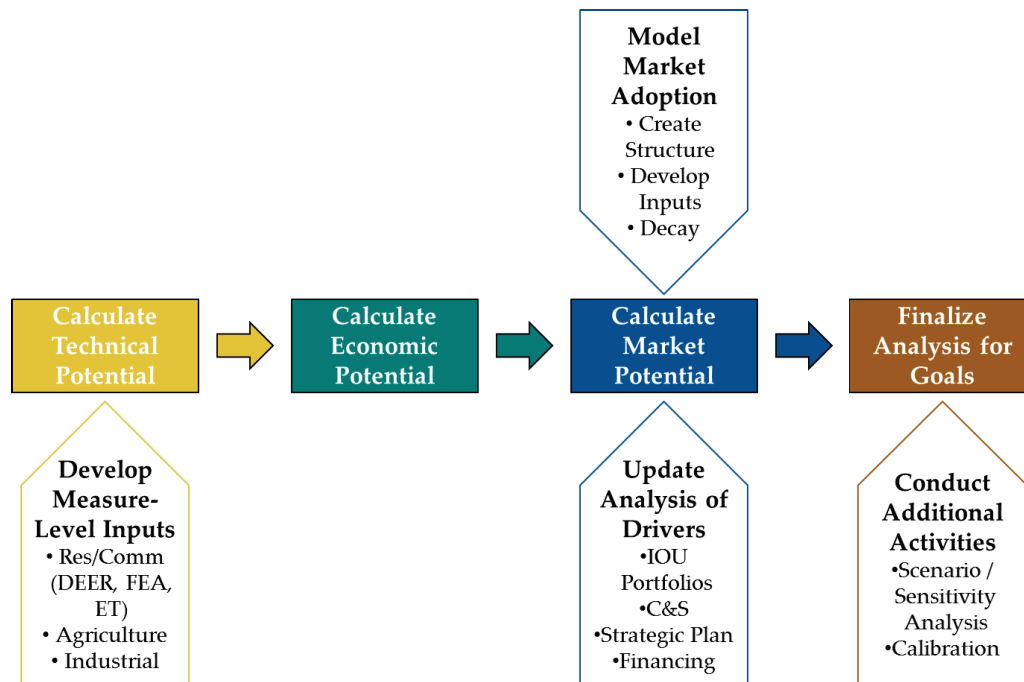 Model
Market
Adoption
• Create
Structure
• Develop
Inputs
• Decay
Calculate
Technical
Potential
Calculate
Economic
Potential
Calculate
Market
Potential
Finalize
Analysis for
Goals
Develop
Measure-
Level Inputs
• Res/Comm
(DEER, FEA,
ET)
• Agriculture
• Industrial
Update
Analysis of
Drivers
•IOU
Portfolios
•C&S
•Strategic Plan
•Financing
Conduct
Additional
Activities
•Scenario /
Sensitivity
Analysis
•Calibration